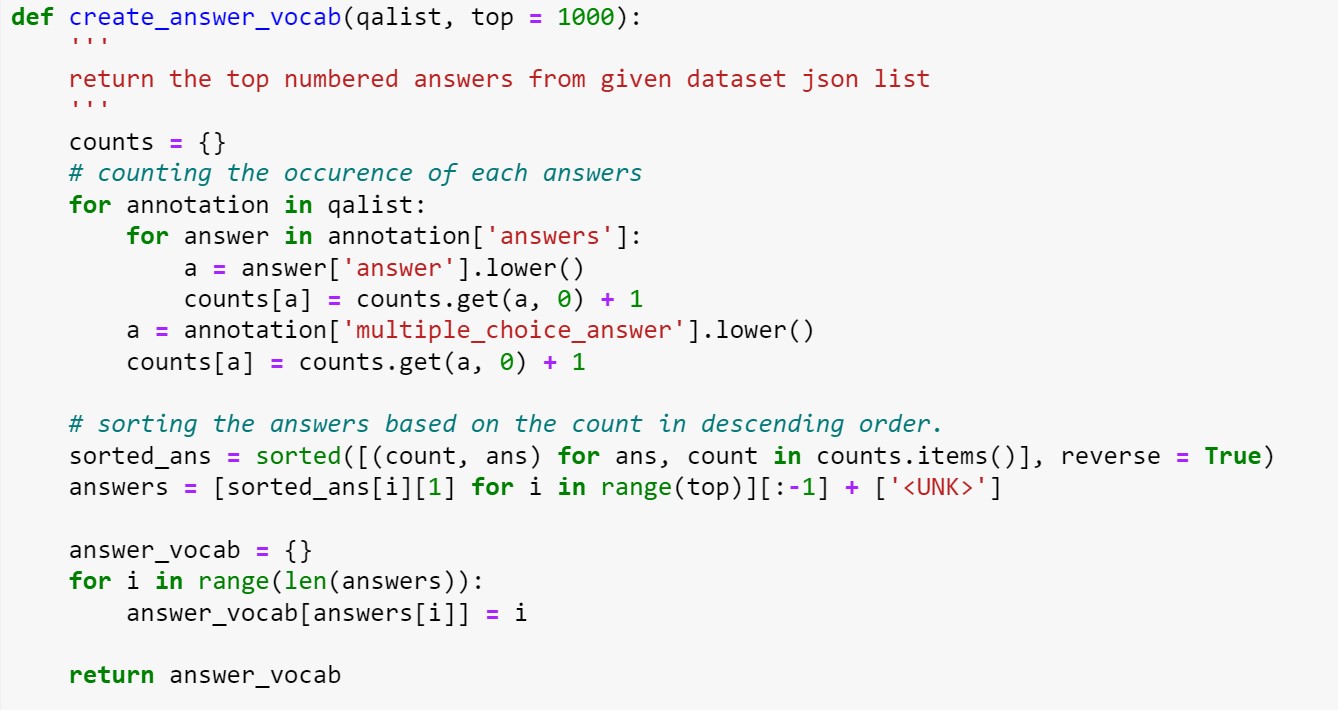 def create_answer_vocab(qalist, top = 1000):
    '''
    return the top numbered answers from given dataset json list
    '''
    counts = {}
    # counting the occurence of each answers
    for annotation in qalist:
        for answer in annotation['answers']:
            a = answer['answer'].lower()
            counts[a] = counts.get(a, 0) + 1
        a = annotation['multiple_choice_answer'].lower()
        counts[a] = counts.get(a, 0) + 1

    # sorting the answers based on the count in descending order.
    sorted_ans = sorted([(count, ans) for ans, count in counts.items()], reverse = True)
    answers = [sorted_ans[i][1] for i in range(top)][:-1] + ['<UNK>']

    answer_vocab = {}
    for i in range(len(answers)):
        answer_vocab[answers[i]] = i

    return answer_vocab